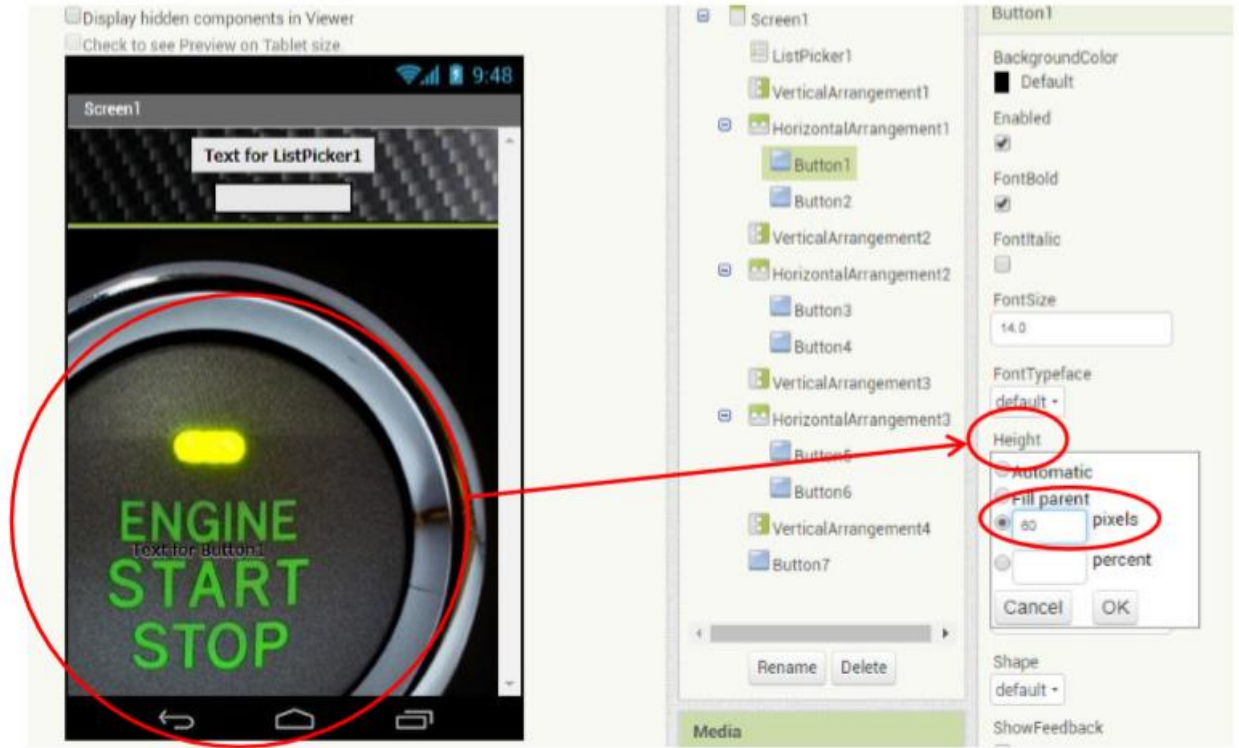 Display hidden components in Viewer
Check to see Preview on Tablet size.
9:48
Screen1
Text for ListPicker1
ENGINE
Text for Button1
START
STOP
Screen1
ListPicker1
VerticalArrangement1
HorizontalArrangement1
Button1
Button2
VerticalArrangement2
HorizontalArrangement2
Button3
Button4
VerticalArrangement3
HorizontalArrangement3
Button5
Button6
VerticalArrangement4
Button7
Rename Delete
Media
Button1
BackgroundColor
Default
Enabled
FontBold
FontItalic
FontSize
14.0
FontTypeface
default
Height
Automatic
Fill parent
60 pixels
percent
Cancel OK
Shape
default
ShowFeedback